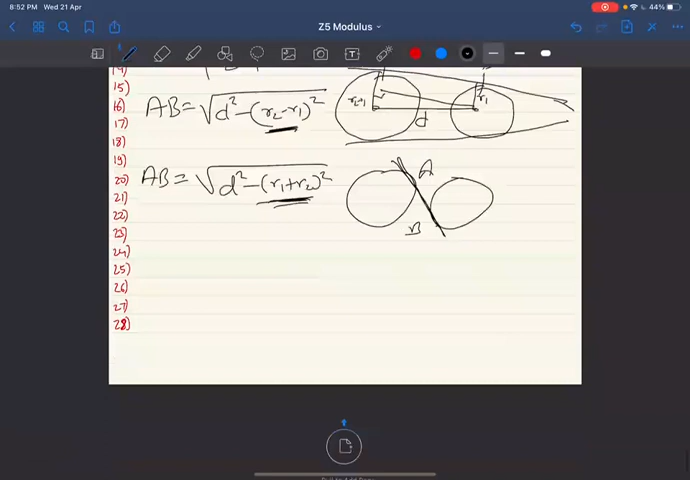 8:52 PM Wed 21 Apr
44%
Z5 Modulus
14)
15)
16)
17)
18)
19)
20)
21)
22)
23)
24)
25)
26)
27)
28)
AB = √d² - (r₂-r₁)²
r₁
d
AB = √d² - (r₁+r₂)²
A
B